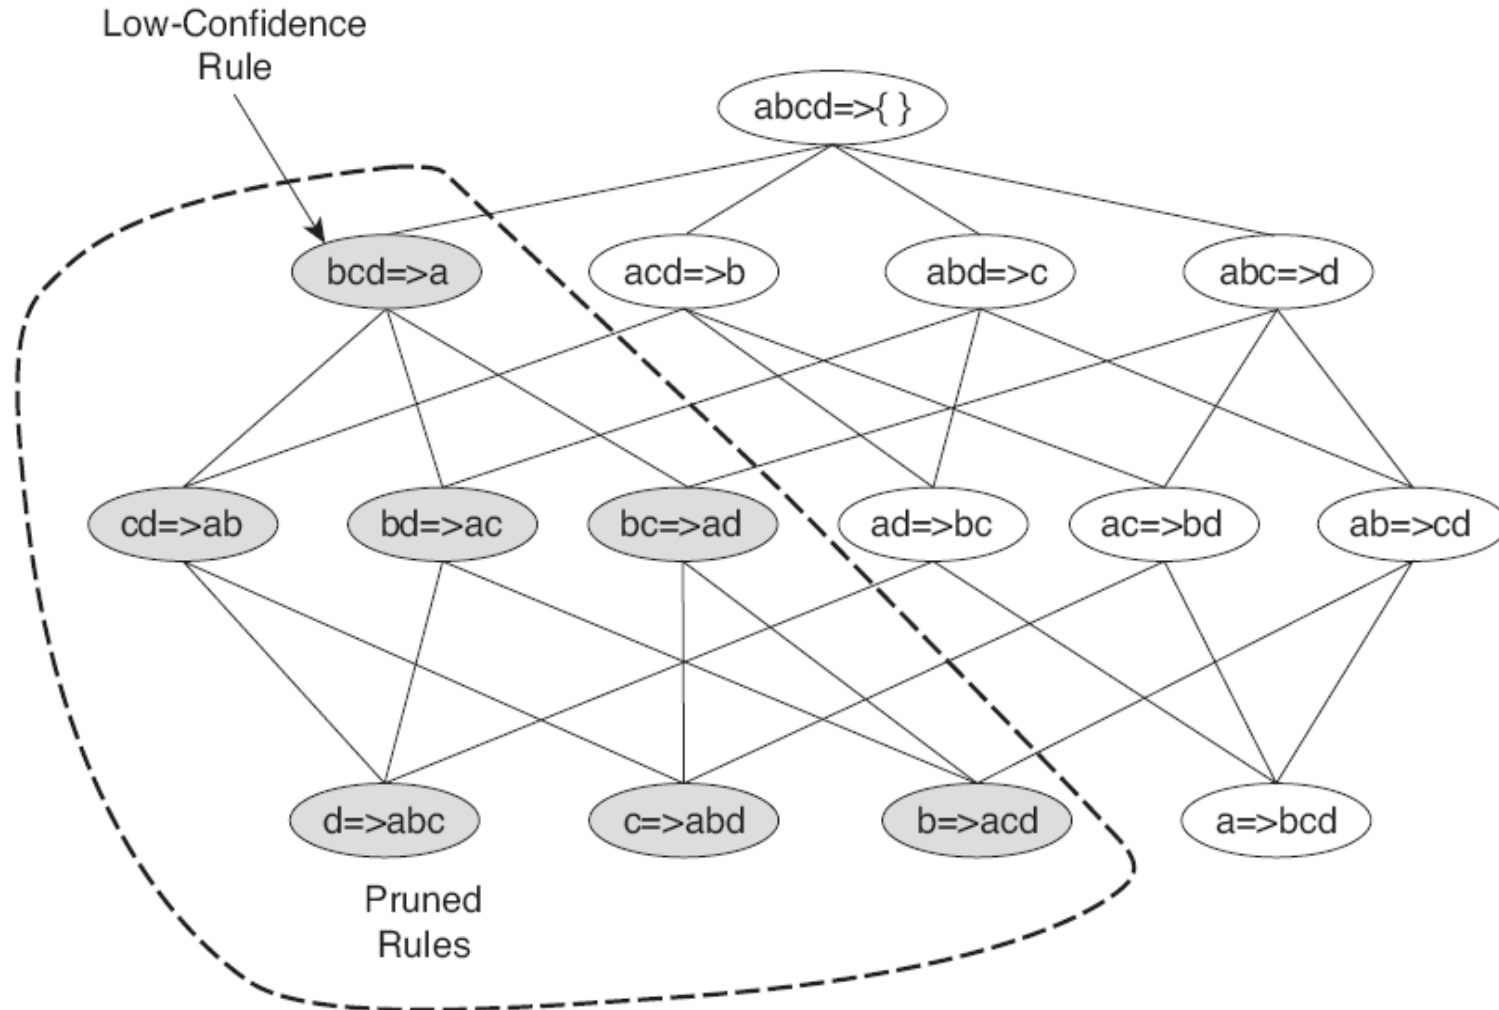 Low-Confidence
Rule
abcd=>{ }
bcd=>a
acd=>b
abd=>c
abc=>d
cd=>ab
bd=>ac
bc=>ad
ad=>bc
ac=>bd
ab=>cd
d=>abc
c=>abd
b=>acd
a=>bcd
Pruned
Rules